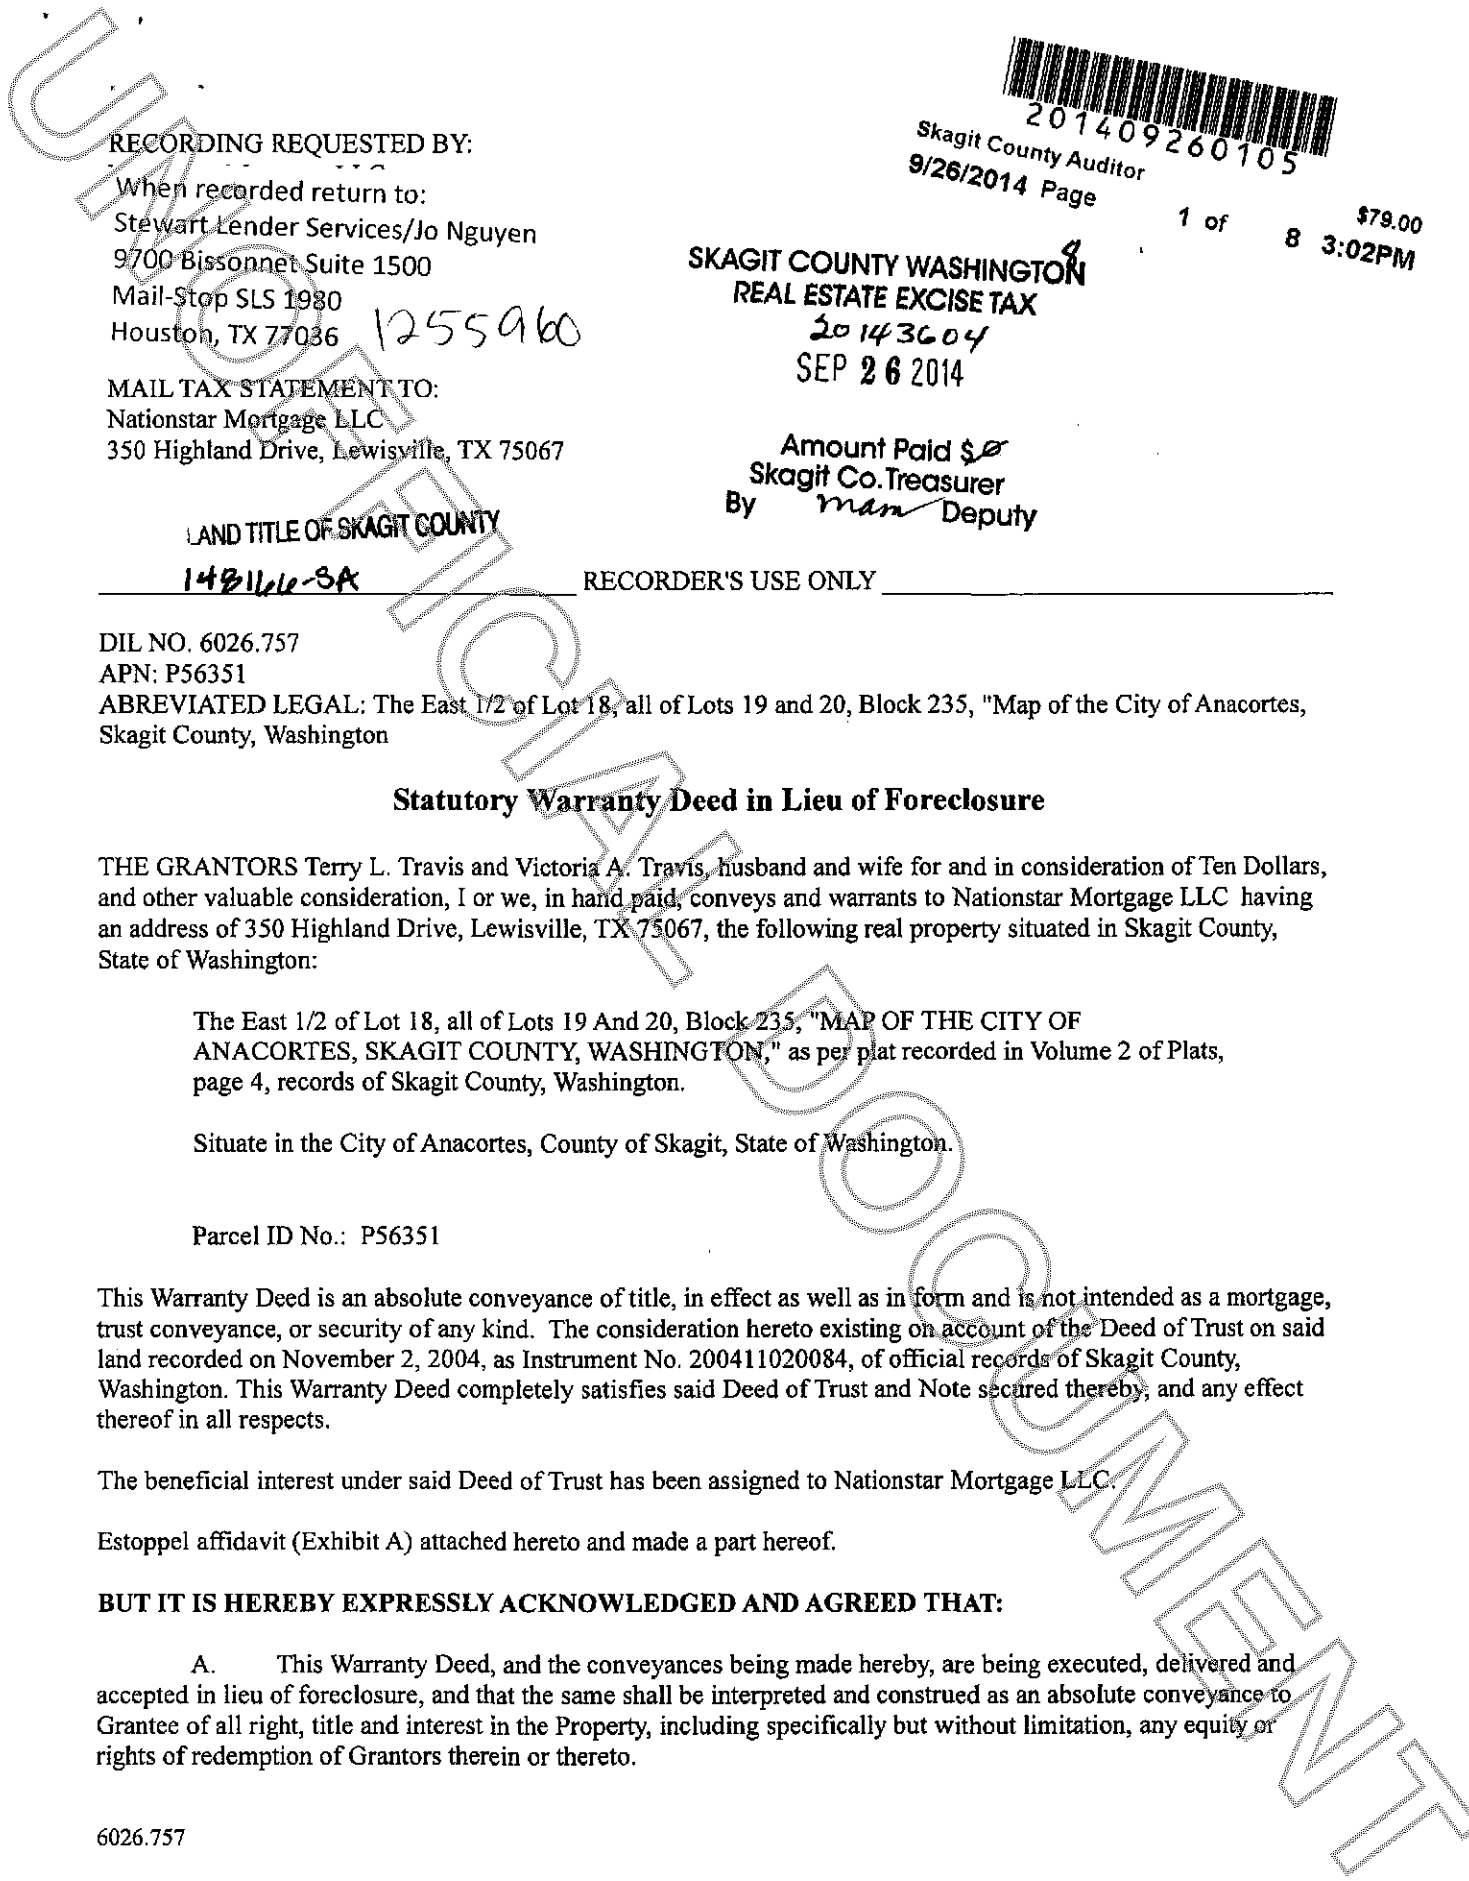 201409260105
Skagit County Auditor
9/26/2014 Page 1 of 8 3:02PM
$79.00
RECORDING REQUESTED BY:
When recorded return to:
Stewart Lender Services/Jo Nguyen
9700 Bissonnet Suite 1500
Mail-Stop SLS 1980
Houston, TX 77036 1255960
SKAGIT COUNTY WASHINGTON
REAL ESTATE EXCISE TAX
20143604
SEP 26 2014
MAIL TAX STATEMENT TO:
Nationstar Mortgage LLC
350 Highland Drive, Lewisville, TX 75067
Amount Paid $0
Skagit Co. Treasurer
By mam Deputy
LAND TITLE OF SKAGIT COUNTY
148166-SA RECORDER'S USE ONLY
DIL NO. 6026.757
APN: P56351
ABREVIATED LEGAL: The East 1/2 of Lot 18, all of Lots 19 and 20, Block 235, "Map of the City of Anacortes,
Skagit County, Washington
Statutory Warranty Deed in Lieu of Foreclosure
THE GRANTORS Terry L. Travis and Victoria A. Travis, husband and wife for and in consideration of Ten Dollars,
and other valuable consideration, I or we, in hand paid, conveys and warrants to Nationstar Mortgage LLC having
an address of 350 Highland Drive, Lewisville, TX 75067, the following real property situated in Skagit County,
State of Washington:
The East 1/2 of Lot 18, all of Lots 19 And 20, Block 235, "MAP OF THE CITY OF
ANACORTES, SKAGIT COUNTY, WASHINGTON," as per plat recorded in Volume 2 of Plats,
page 4, records of Skagit County, Washington.
Situate in the City of Anacortes, County of Skagit, State of Washington.
Parcel ID No.: P56351
This Warranty Deed is an absolute conveyance of title, in effect as well as in form and is not intended as a mortgage,
trust conveyance, or security of any kind. The consideration hereto existing on account of the Deed of Trust on said
land recorded on November 2, 2004, as Instrument No. 200411020084, of official records of Skagit County,
Washington. This Warranty Deed completely satisfies said Deed of Trust and Note secured thereby, and any effect
thereof in all respects.
The beneficial interest under said Deed of Trust has been assigned to Nationstar Mortgage LLC.
Estoppel affidavit (Exhibit A) attached hereto and made a part hereof.
BUT IT IS HEREBY EXPRESSLY ACKNOWLEDGED AND AGREED THAT:
A. This Warranty Deed, and the conveyances being made hereby, are being executed, delivered and
accepted in lieu of foreclosure, and that the same shall be interpreted and construed as an absolute conveyance to
Grantee of all right, title and interest in the Property, including specifically but without limitation, any equity or
rights of redemption of Grantors therein or thereto.
6026.757
UNOFFICIAL DOCUMENT